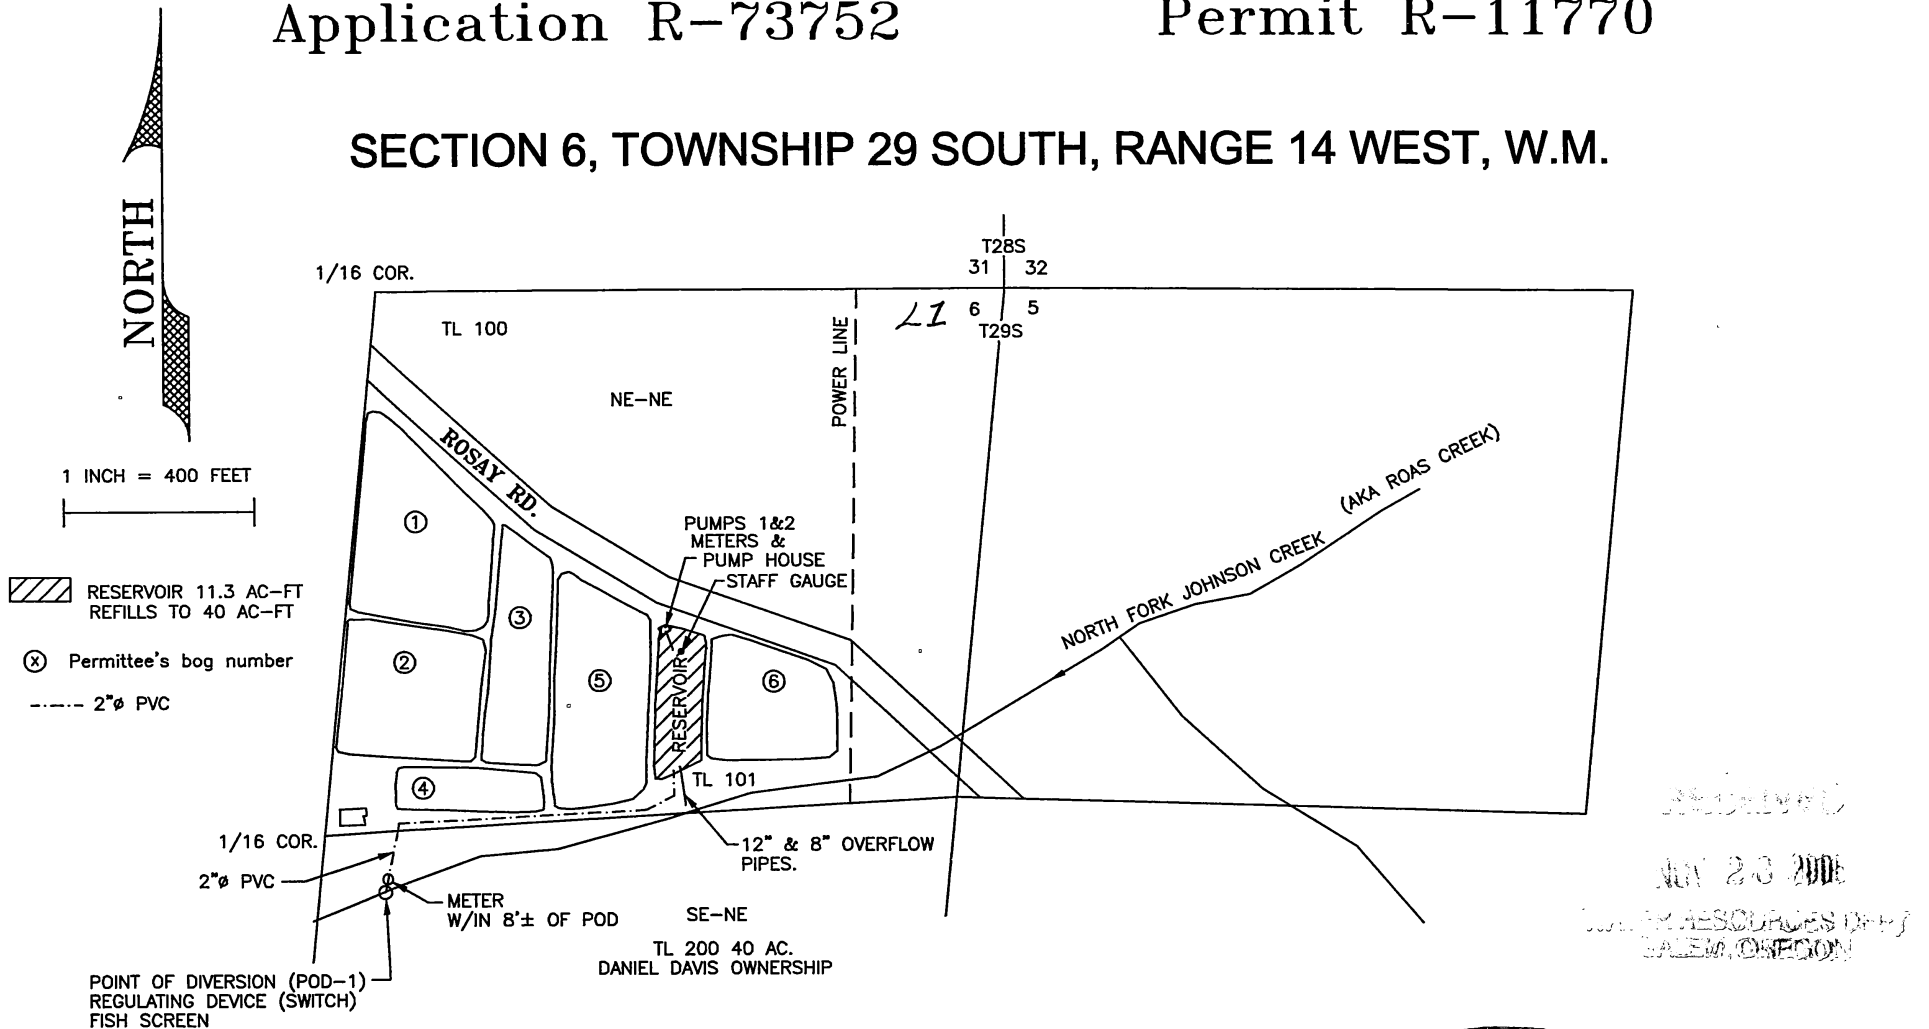 Application R-73752
Permit R-11770
SECTION 6, TOWNSHIP 29 SOUTH, RANGE 14 WEST, W.M.
NORTH
1 INCH = 400 FEET
RESERVOIR 11.3 AC-FT
REFILLS TO 40 AC-FT
Ⓧ Permittee's bog number
2"ø PVC
1/16 COR.
T28S
31 32
L1
6 5
T29S
TL 100
NE-NE
POWER LINE
ROSAY RD.
PUMPS 1&2
METERS &
PUMP HOUSE
STAFF GAUGE
(AKA ROAS CREEK)
NORTH FORK JOHNSON CREEK
①
②
③
④
⑤
RESERVOIR
⑥
TL 101
1/16 COR.
2"ø PVC
12" & 8" OVERFLOW
PIPES.
METER
W/IN 8'± OF POD
SE-NE
TL 200 40 AC.
DANIEL DAVIS OWNERSHIP
POINT OF DIVERSION (POD-1)
REGULATING DEVICE (SWITCH)
FISH SCREEN
RECEIVED
23
RESOURCES DEPT
SALEM, OREGON